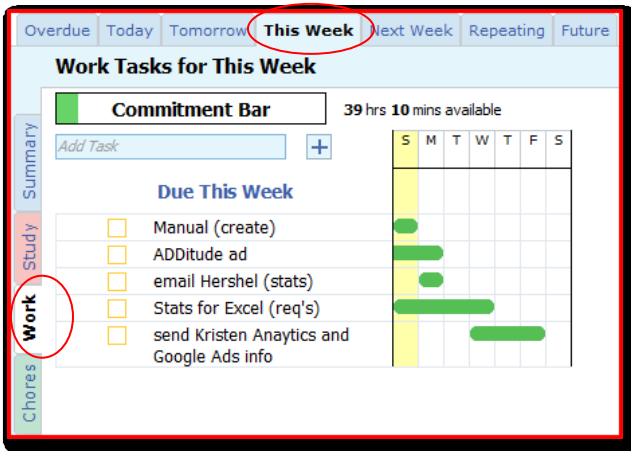 Overdue Today Tomorrow This Week Next Week Repeating Future
Work Tasks for This Week
Commitment Bar 39 hrs 10 mins available
Add Task + S M T W T F S
Due This Week
Manual (create)
ADDitude ad
email Hershel (stats)
Stats for Excel (req's)
send Kristen Anaytics and
Google Ads info
Summary
Study
Work
Chores